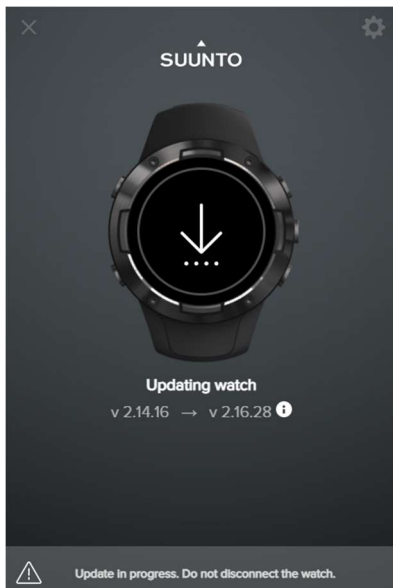 SUUNTO
Updating watch
v 2.14.16 → v 2.16.28
Update in progress. Do not disconnect the watch.